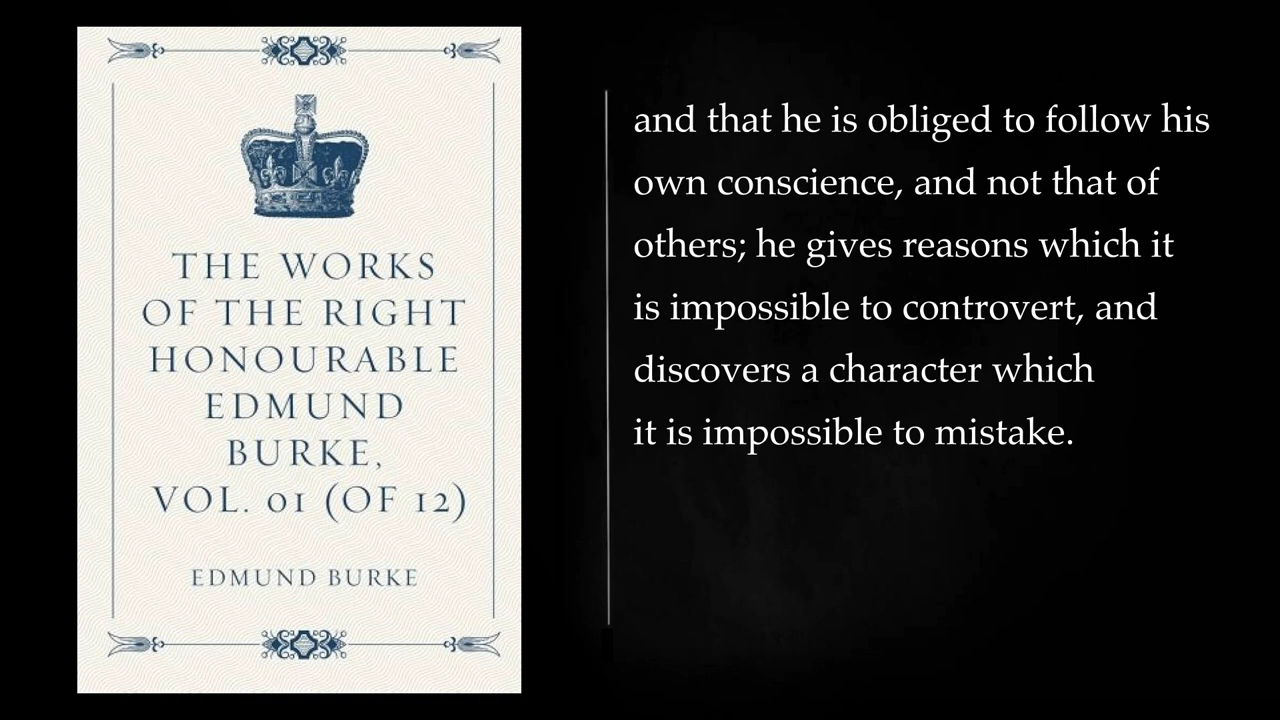 THE WORKS
OF THE RIGHT
HONOURABLE
EDMUND
BURKE,
VOL. 01 (OF 12)
EDMUND BURKE
and that he is obliged to follow his
own conscience, and not that of
others; he gives reasons which it
is impossible to controvert, and
discovers a character which
it is impossible to mistake.